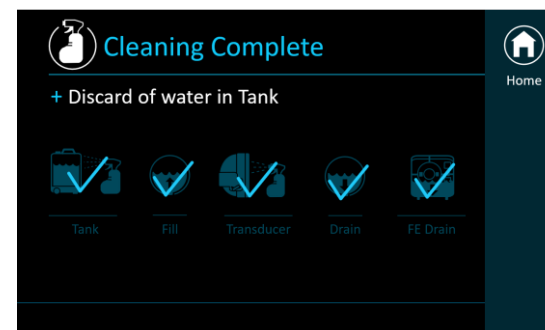 Cleaning Complete
Home
+ Discard of water in Tank
Tank Fill Transducer Drain FE Drain